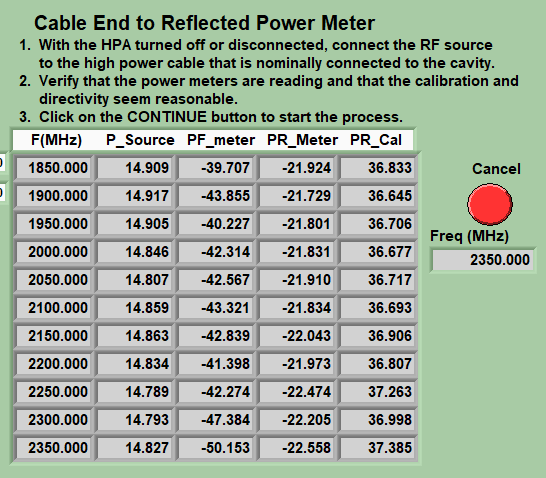 Cable End to Reflected Power Meter
1. With the HPA turned off or disconnected, connect the RF source
to the high power cable that is nominally connected to the cavity.
2. Verify that the power meters are reading and that the calibration and
directivity seem reasonable.
3. Click on the CONTINUE button to start the process.
F(MHz) P_Source PF_meter PR_Meter PR_Cal
1850.000 14.909 -39.707 -21.924 36.833
1900.000 14.917 -43.855 -21.729 36.645
1950.000 14.905 -40.227 -21.801 36.706
2000.000 14.846 -42.314 -21.831 36.677
2050.000 14.807 -42.567 -21.910 36.717
2100.000 14.859 -43.321 -21.834 36.693
2150.000 14.863 -42.839 -22.043 36.906
2200.000 14.834 -41.398 -21.973 36.807
2250.000 14.789 -42.274 -22.474 37.263
2300.000 14.793 -47.384 -22.205 36.998
2350.000 14.827 -50.153 -22.558 37.385
Cancel
Freq (MHz)
2350.000